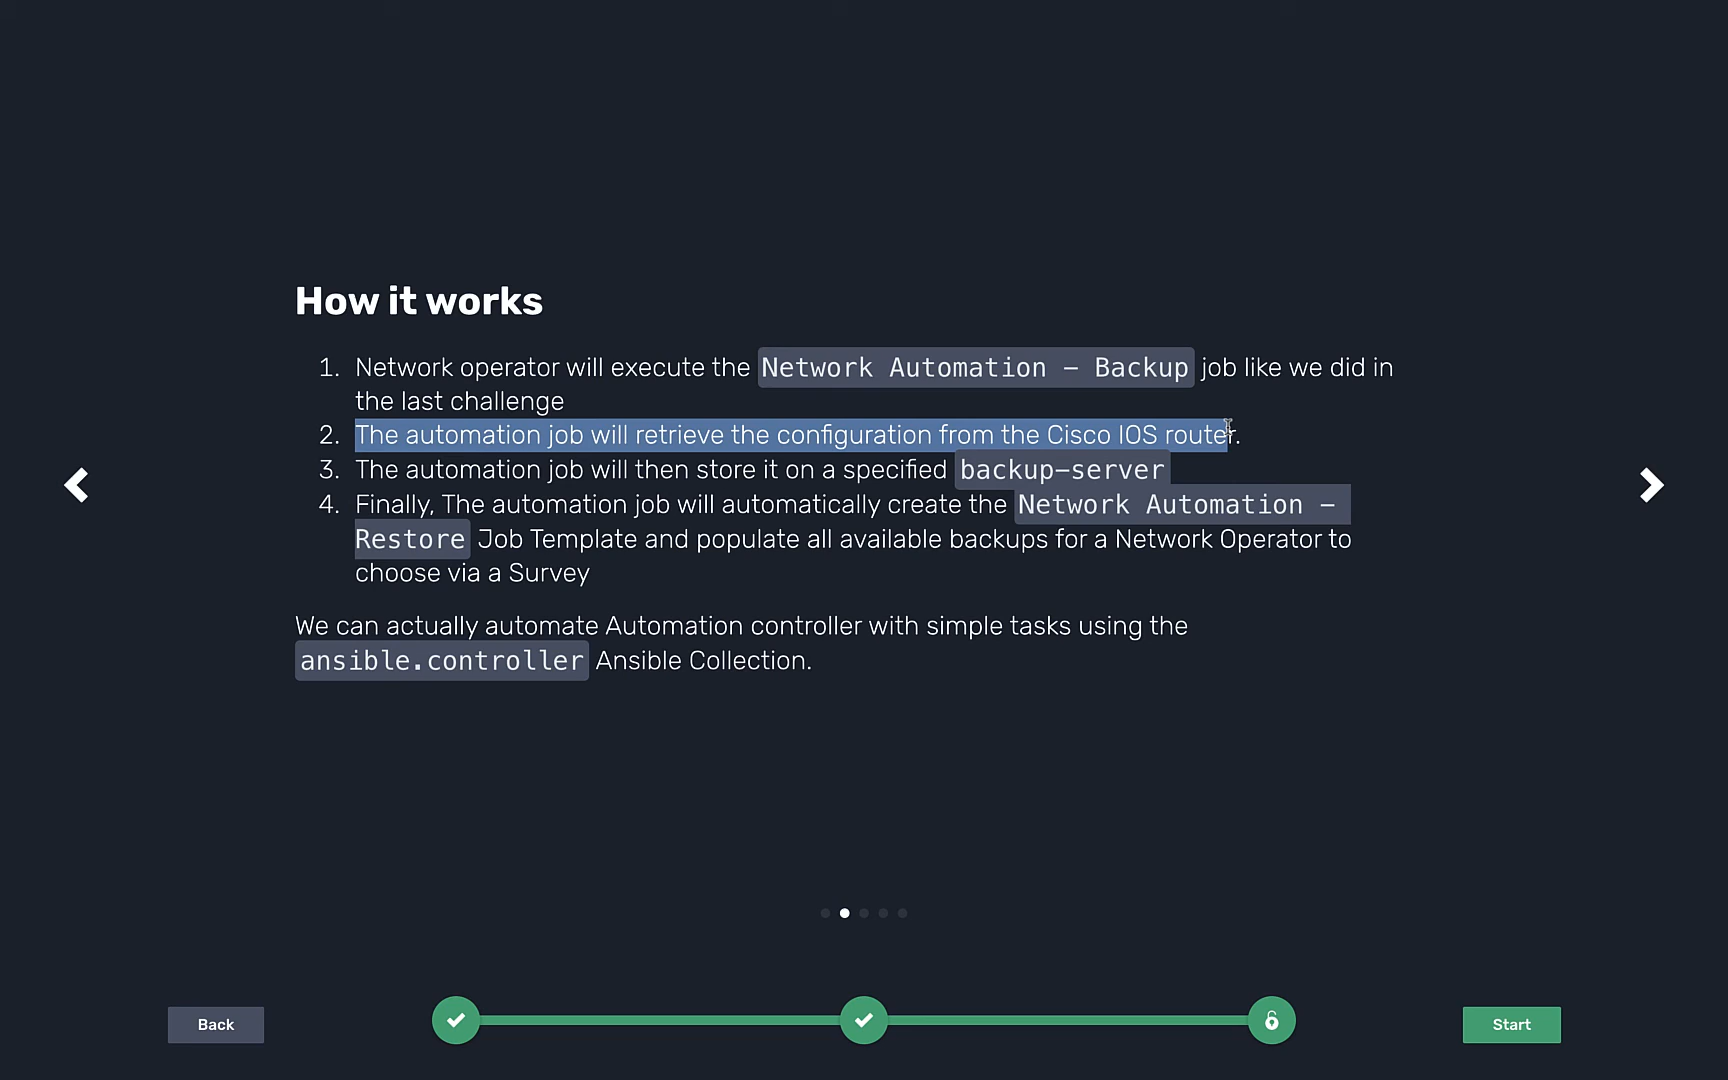 How it works
1. Network operator will execute the Network Automation - Backup job like we did in
the last challenge
2. The automation job will retrieve the configuration from the Cisco IOS router.
3. The automation job will then store it on a specified backup-server
4. Finally, The automation job will automatically create the Network Automation -
Restore Job Template and populate all available backups for a Network Operator to
choose via a Survey
We can actually automate Automation controller with simple tasks using the
ansible.controller Ansible Collection.
Back
Start